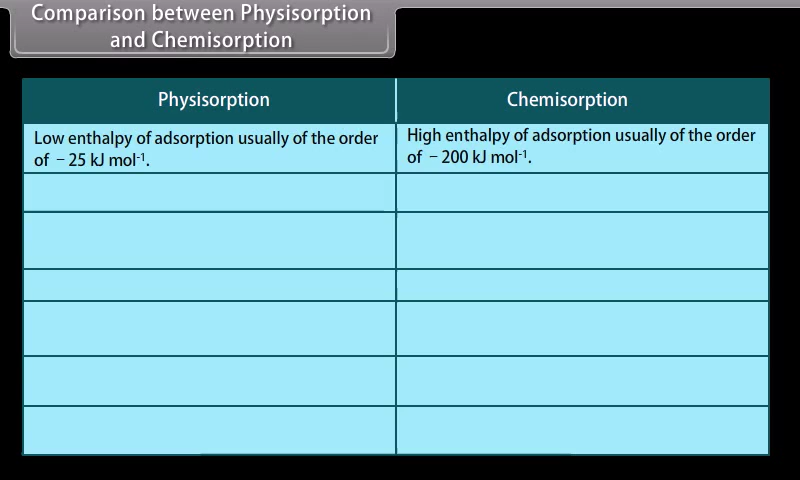 Comparison between Physisorption
and Chemisorption
Physisorption
Chemisorption
Low enthalpy of adsorption usually of the order
of − 25 kJ mol⁻¹.
High enthalpy of adsorption usually of the order
of − 200 kJ mol⁻¹.